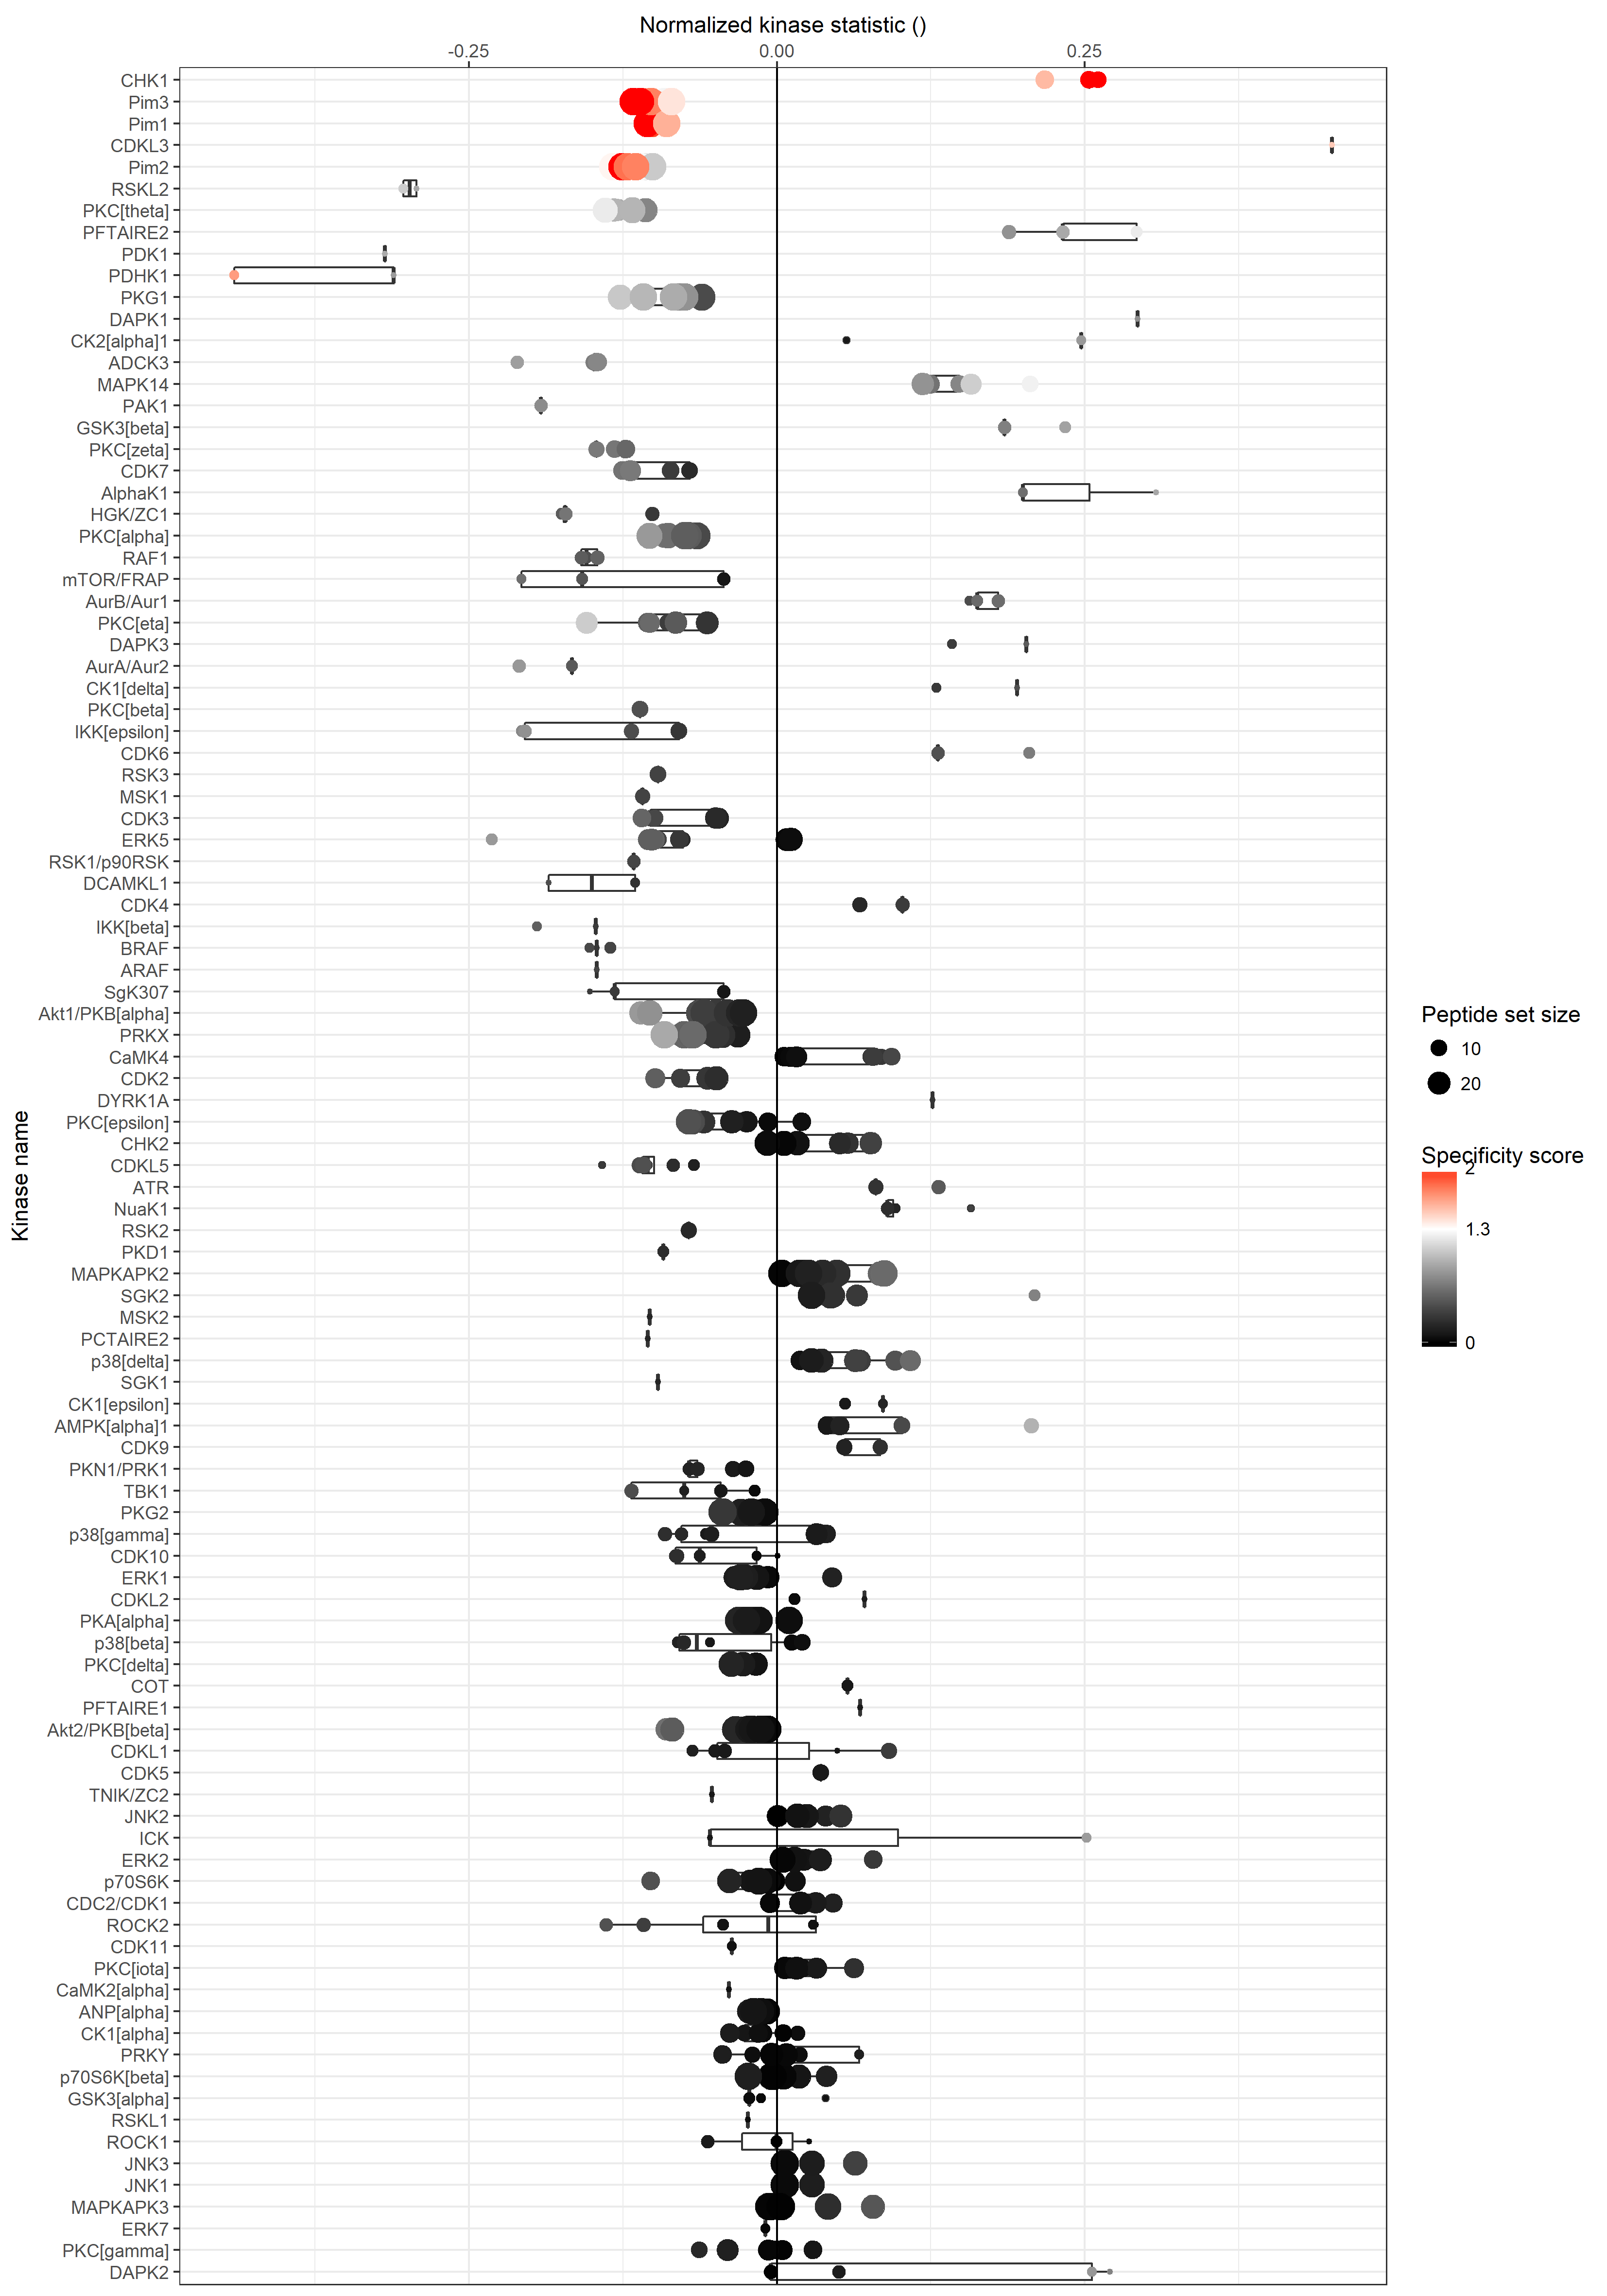 Normalized kinase statistic ()
-0.25
0.00
0.25
Kinase name
CHK1
Pim3
Pim1
CDKL3
Pim2
RSKL2
PKC[theta]
PFTAIRE2
PDK1
PDHK1
PKG1
DAPK1
CK2[alpha]1
ADCK3
MAPK14
PAK1
GSK3[beta]
PKC[zeta]
CDK7
AlphaK1
HGK/ZC1
PKC[alpha]
RAF1
mTOR/FRAP
AurB/Aur1
PKC[eta]
DAPK3
AurA/Aur2
CK1[delta]
PKC[beta]
IKK[epsilon]
CDK6
RSK3
MSK1
CDK3
ERK5
RSK1/p90RSK
DCAMKL1
CDK4
IKK[beta]
BRAF
ARAF
SgK307
Akt1/PKB[alpha]
PRKX
CaMK4
CDK2
DYRK1A
PKC[epsilon]
CHK2
CDKL5
ATR
NuaK1
RSK2
PKD1
MAPKAPK2
SGK2
MSK2
PCTAIRE2
p38[delta]
SGK1
CK1[epsilon]
AMPK[alpha]1
CDK9
PKN1/PRK1
TBK1
PKG2
p38[gamma]
CDK10
ERK1
CDKL2
PKA[alpha]
p38[beta]
PKC[delta]
COT
PFTAIRE1
Akt2/PKB[beta]
CDKL1
CDK5
TNIK/ZC2
JNK2
ICK
ERK2
p70S6K
CDC2/CDK1
ROCK2
CDK11
PKC[iota]
CaMK2[alpha]
ANP[alpha]
CK1[alpha]
PRKY
p70S6K[beta]
GSK3[alpha]
RSKL1
ROCK1
JNK3
JNK1
MAPKAPK3
ERK7
PKC[gamma]
DAPK2
Peptide set size
10
20
Specificity score
2
1.3
0